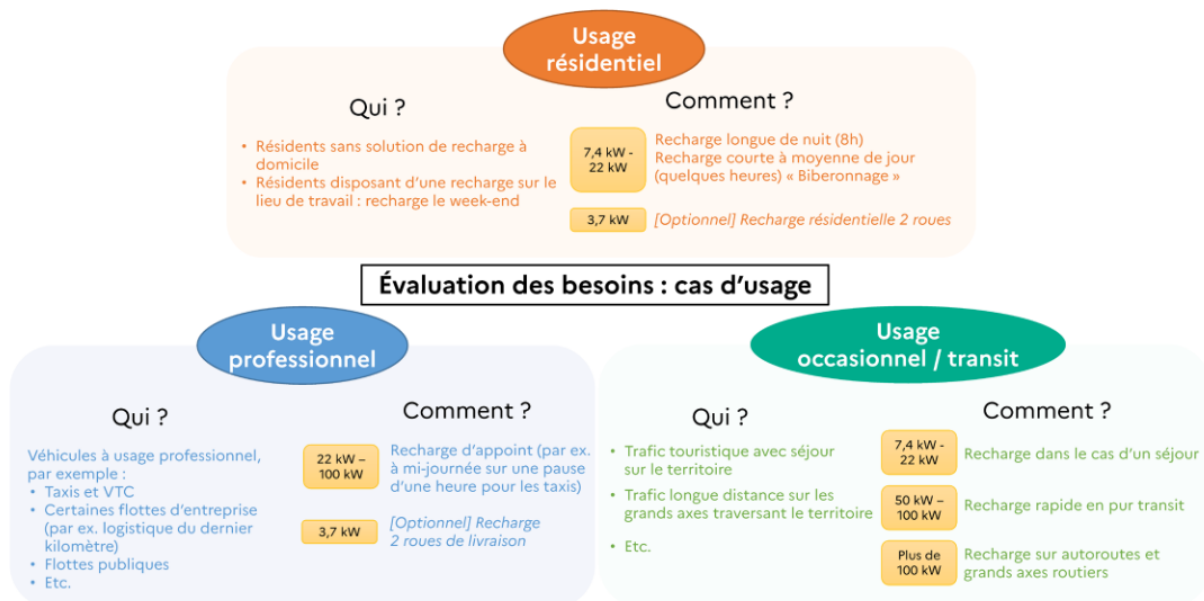 Usage
résidentiel
Qui ?
• Résidents sans solution de recharge à
domicile
• Résidents disposant d'une recharge sur le
lieu de travail : recharge le week-end
Comment ?
7,4 kW -
22 kW
Recharge longue de nuit (8h)
Recharge courte à moyenne de jour
(quelques heures) « Biberonnage »
3,7 kW
[Optionnel] Recharge résidentielle 2 roues
Évaluation des besoins : cas d'usage
Usage
professionnel
Qui ?
Véhicules à usage professionnel,
par exemple :
• Taxis et VTC
• Certaines flottes d'entreprise
(par ex. logistique du dernier
kilomètre)
• Flottes publiques
• Etc.
Comment ?
22 kW –
100 kW
Recharge d'appoint (par ex.
à mi-journée sur une pause
d'une heure pour les taxis)
3,7 kW
[Optionnel] Recharge
2 roues de livraison
Usage
occasionnel / transit
Qui ?
• Trafic touristique avec séjour
sur le territoire
• Trafic longue distance sur les
grands axes traversant le territoire
• Etc.
Comment ?
7,4 kW -
22 kW
Recharge dans le cas d'un séjour
50 kW –
100 kW
Recharge rapide en pur transit
Plus de
100 kW
Recharge sur autoroutes et
grands axes routiers